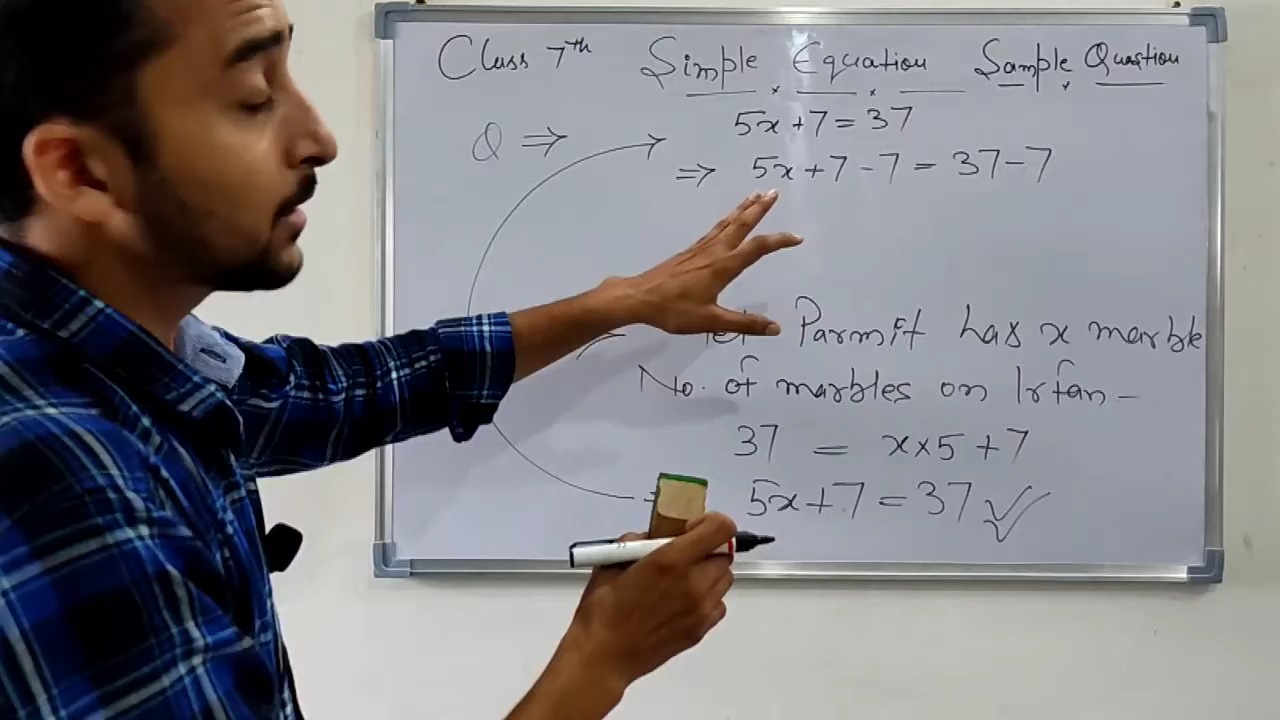 Class 7th Simple Equation Sample Question
5x + 7 = 37
Q ⇒
⇒ 5x + 7 - 7 = 37 - 7
Parmit has x marble
No. of marbles on Irfan -
37 = x × 5 + 7
5x + 7 = 37 ✓